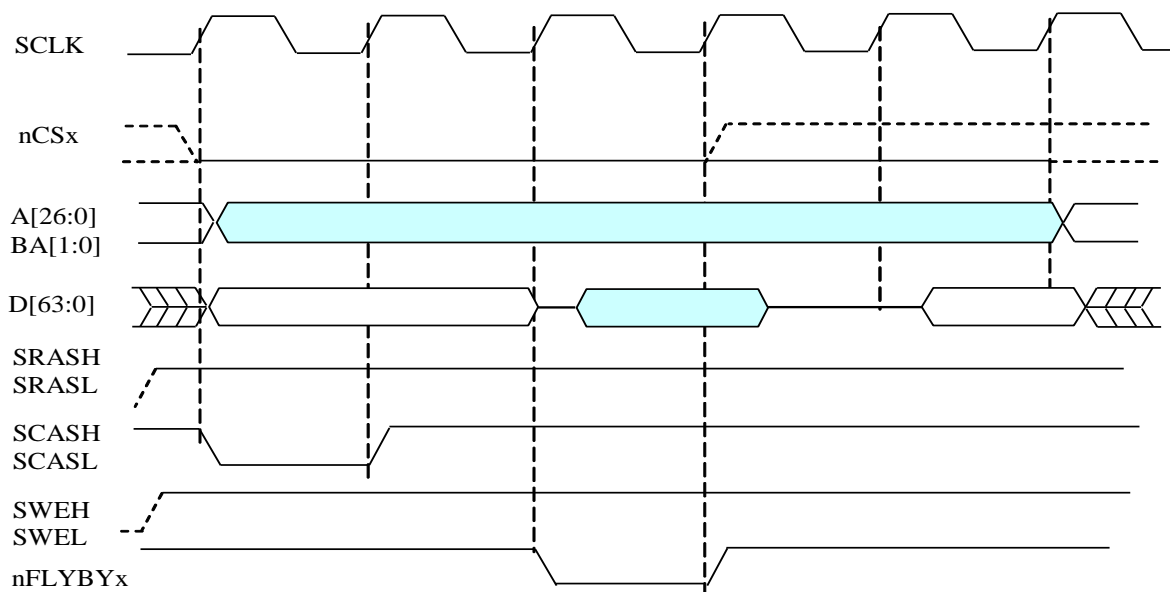 SCLK
nCSx
A[26:0]
BA[1:0]
D[63:0]
SRASH
SRASL
SCASH
SCASL
SWEH
SWEL
nFLYBYx